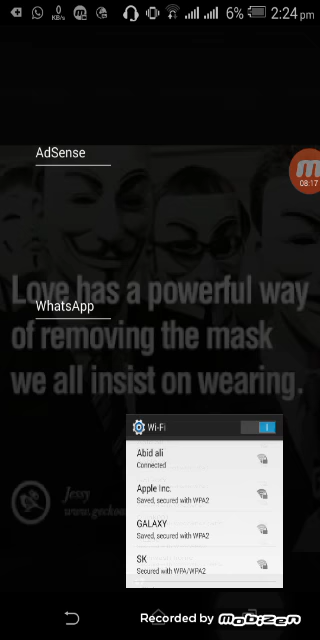 0
KB/s
6%
2:24 pm
AdSense
08:17
Love has a powerful way
WhatsApp
of removing the mask
we all insist on wearing.
Wi-Fi
Abid ali
Connected
Apple Inc.
Saved, secured with WPA2
Jessy
GALAXY
Saved, secured with WPA2
SK
Secured with WPA/WPA2
Recorded by mobizen